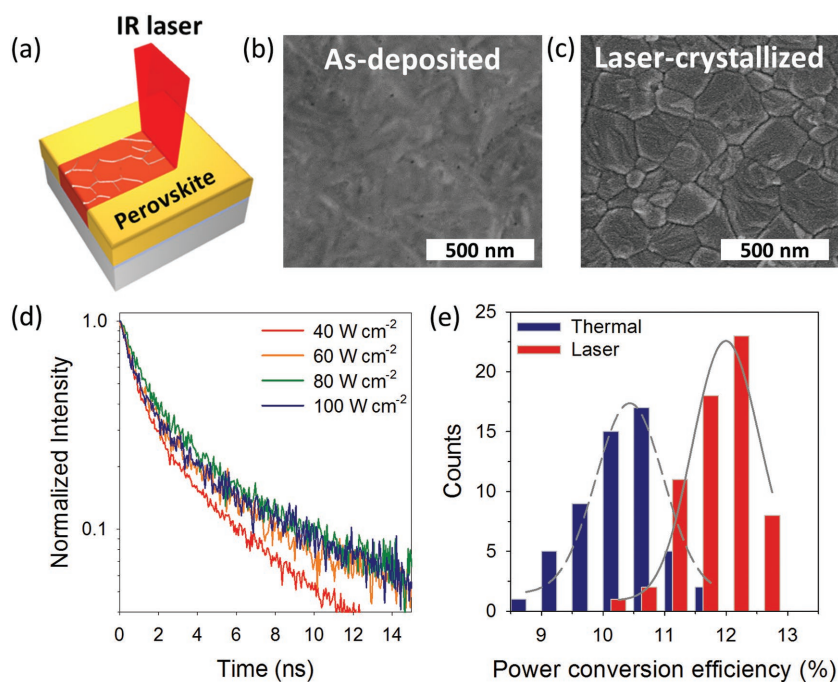 (a)
IR laser
Perovskite
(b)
As-deposited
500 nm
(c)
Laser-crystallized
500 nm
(d)
1.0
0.1
Normalized Intensity
40 W cm⁻²
60 W cm⁻²
80 W cm⁻²
100 W cm⁻²
0 2 4 6 8 10 12 14
Time (ns)
(e)
25
20
15
10
5
0
Counts
Thermal
Laser
9 10 11 12 13
Power conversion efficiency (%)